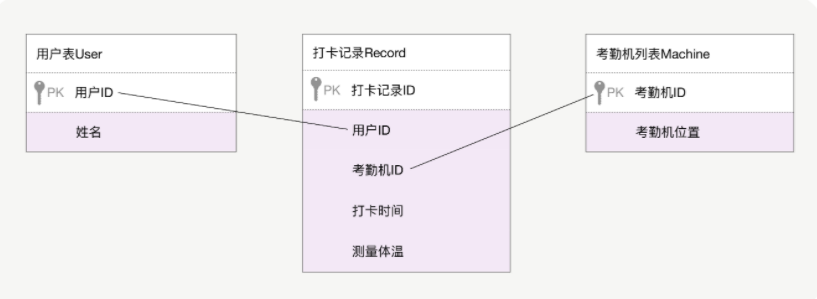 用户表User
PK 用户ID
姓名
打卡记录Record
PK 打卡记录ID
用户ID
考勤机ID
打卡时间
测量体温
考勤机列表Machine
PK 考勤机ID
考勤机位置